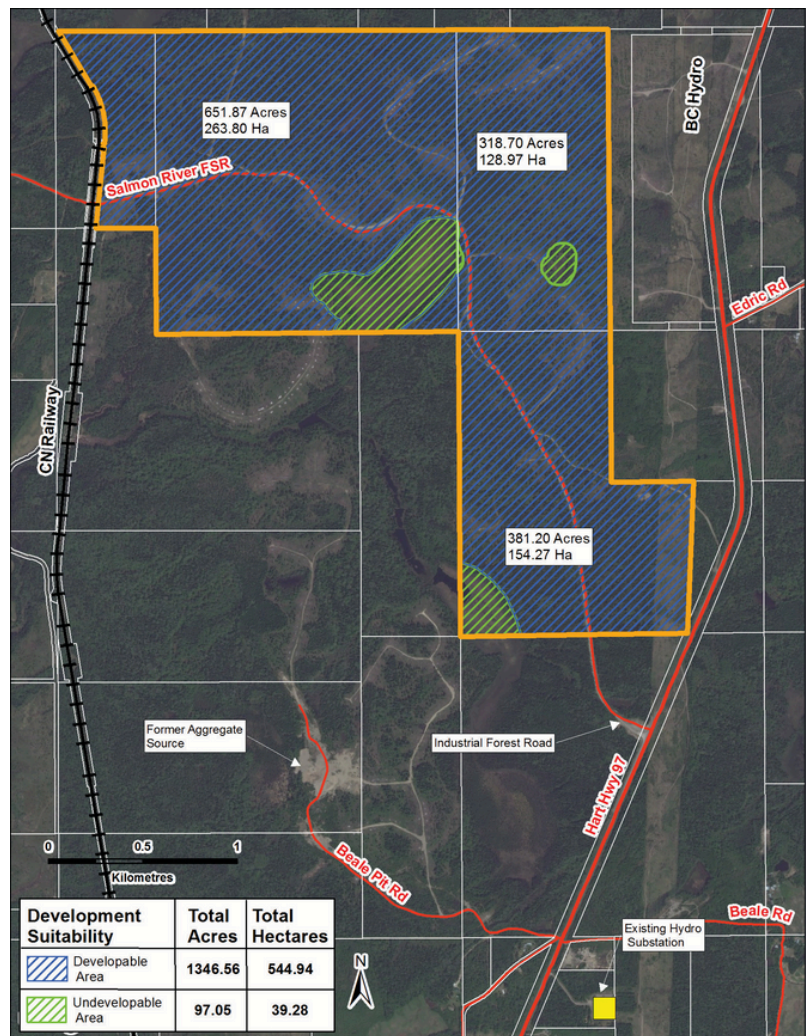 651.87 Acres
263.80 Ha
318.70 Acres
128.97 Ha
BC Hydro
Salmon River FSR
Edric Rd
CN Railway
381.20 Acres
154.27 Ha
Former Aggregate
Source
Industrial Forest Road
Hart Hwy 97
0 0.5 1
Kilometres
Beale Pit Rd
Beale Rd
Existing Hydro
Substation
N
Development Suitability Total Acres Total Hectares
Developable Area 1346.56 544.94
Undevelopable Area 97.05 39.28